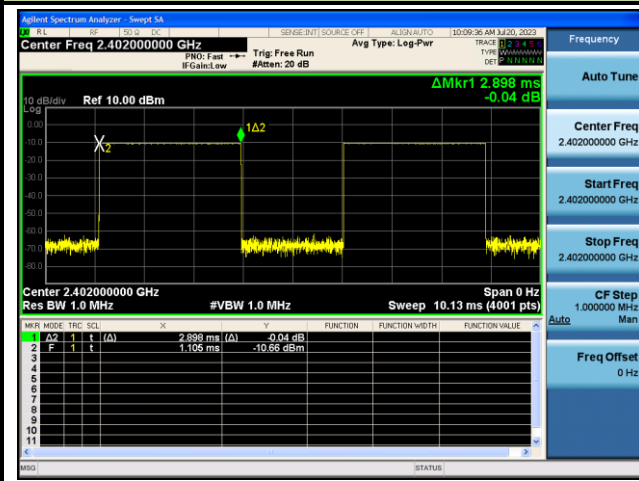 Agilent Spectrum Analyzer - Swept SA
RL RF 50 Ω DC SENSE:INT SOURCE OFF ALIGN AUTO 10:09:36 AM Jul 20, 2023
Center Freq 2.402000000 GHz
PNO: Fast
IFGain:Low
Trig: Free Run
#Atten: 20 dB
Avg Type: Log-Pwr
TRACE 1 2 3 4 5 6
TYPE WWWWWW
DET P N N N N N
ΔMkr1 2.898 ms
-0.04 dB
10 dB/div Ref 10.00 dBm
Log
0.00
-10.0
-20.0
-30.0
-40.0
-50.0
-60.0
-70.0
-80.0
1Δ2
X2
Center 2.402000000 GHz Span 0 Hz
Res BW 1.0 MHz #VBW 1.0 MHz Sweep 10.13 ms (4001 pts)
MKR MODE TRC SCL X Y FUNCTION FUNCTION WIDTH FUNCTION VALUE
1 Δ2 1 t (Δ) 2.898 ms (Δ) -0.04 dB
2 F 1 t 1.105 ms -10.66 dBm
3
4
5
6
7
8
9
10
11
MSG STATUS
Frequency
Auto Tune
Center Freq
2.402000000 GHz
Start Freq
2.402000000 GHz
Stop Freq
2.402000000 GHz
CF Step
1.000000 MHz
Auto Man
Freq Offset
0 Hz